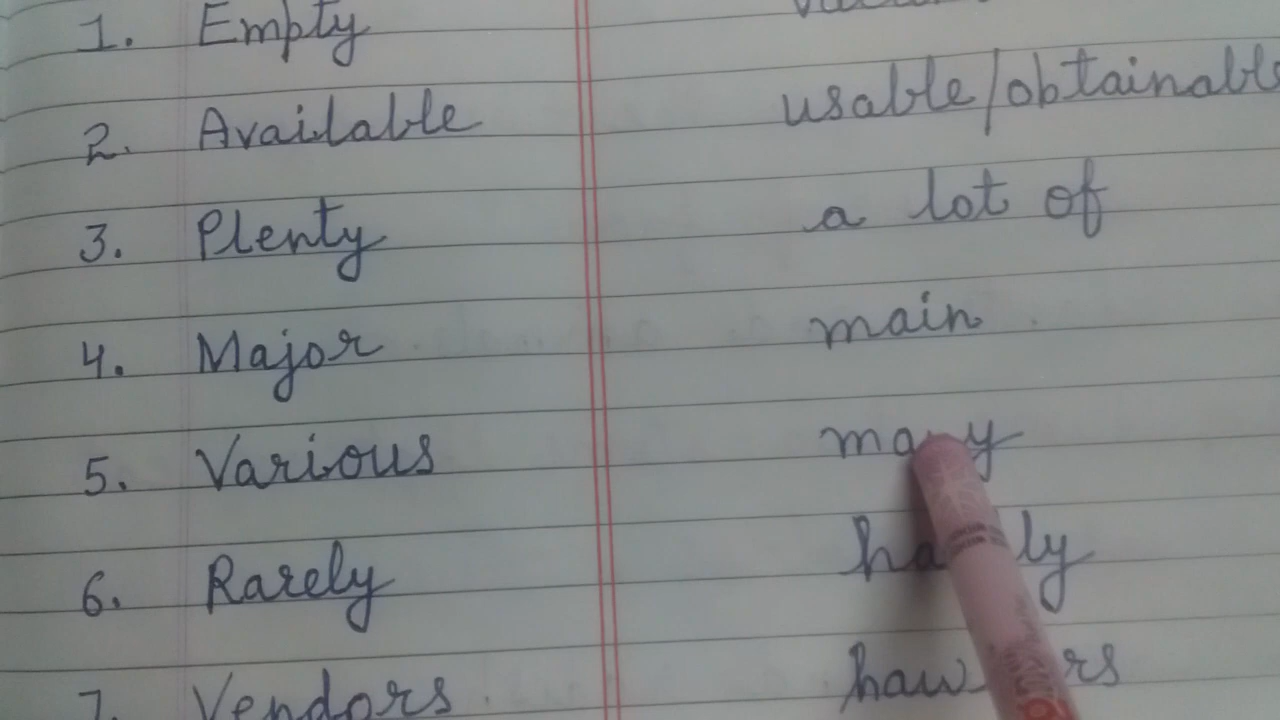 1. Empty
2. Available usable/obtainable
3. Plenty a lot of
4. Major main
5. Various many
6. Rarely
7. Vendors